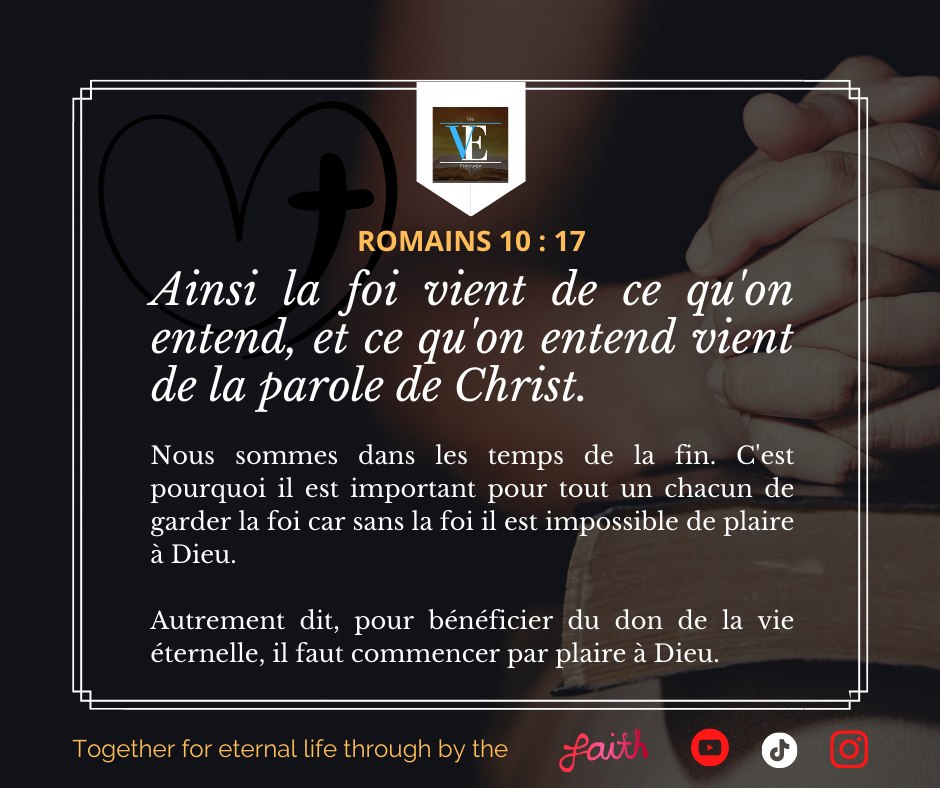 Vie
VE
Eternelle
ROMAINS 10 : 17
Ainsi la foi vient de ce qu'on
entend, et ce qu'on entend vient
de la parole de Christ.
Nous sommes dans les temps de la fin. C'est
pourquoi il est important pour tout un chacun de
garder la foi car sans la foi il est impossible de plaire
à Dieu.
Autrement dit, pour bénéficier du don de la vie
éternelle, il faut commencer par plaire à Dieu.
Together for eternal life through by the faith